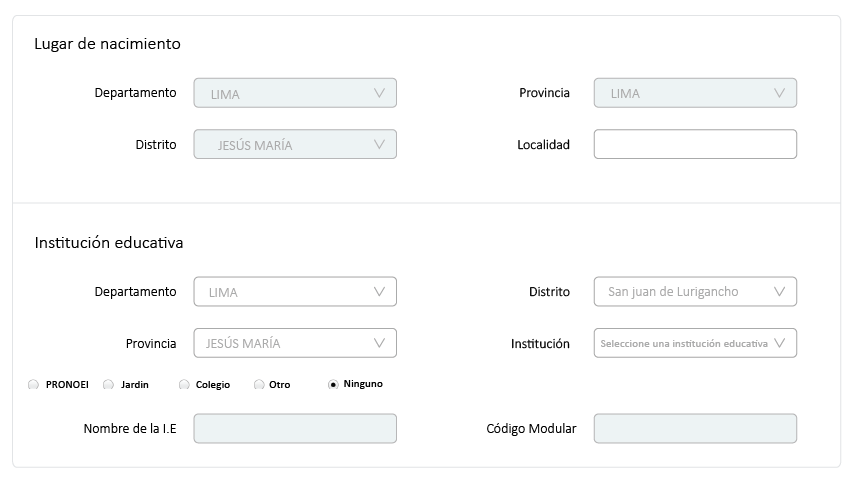 Lugar de nacimiento
Departamento LIMA Provincia LIMA
Distrito JESÚS MARÍA Localidad
Institución educativa
Departamento LIMA Distrito San juan de Lurigancho
Provincia JESÚS MARÍA Institución Seleccione una institución educativa
PRONOEI Jardin Colegio Otro Ninguno
Nombre de la I.E Código Modular